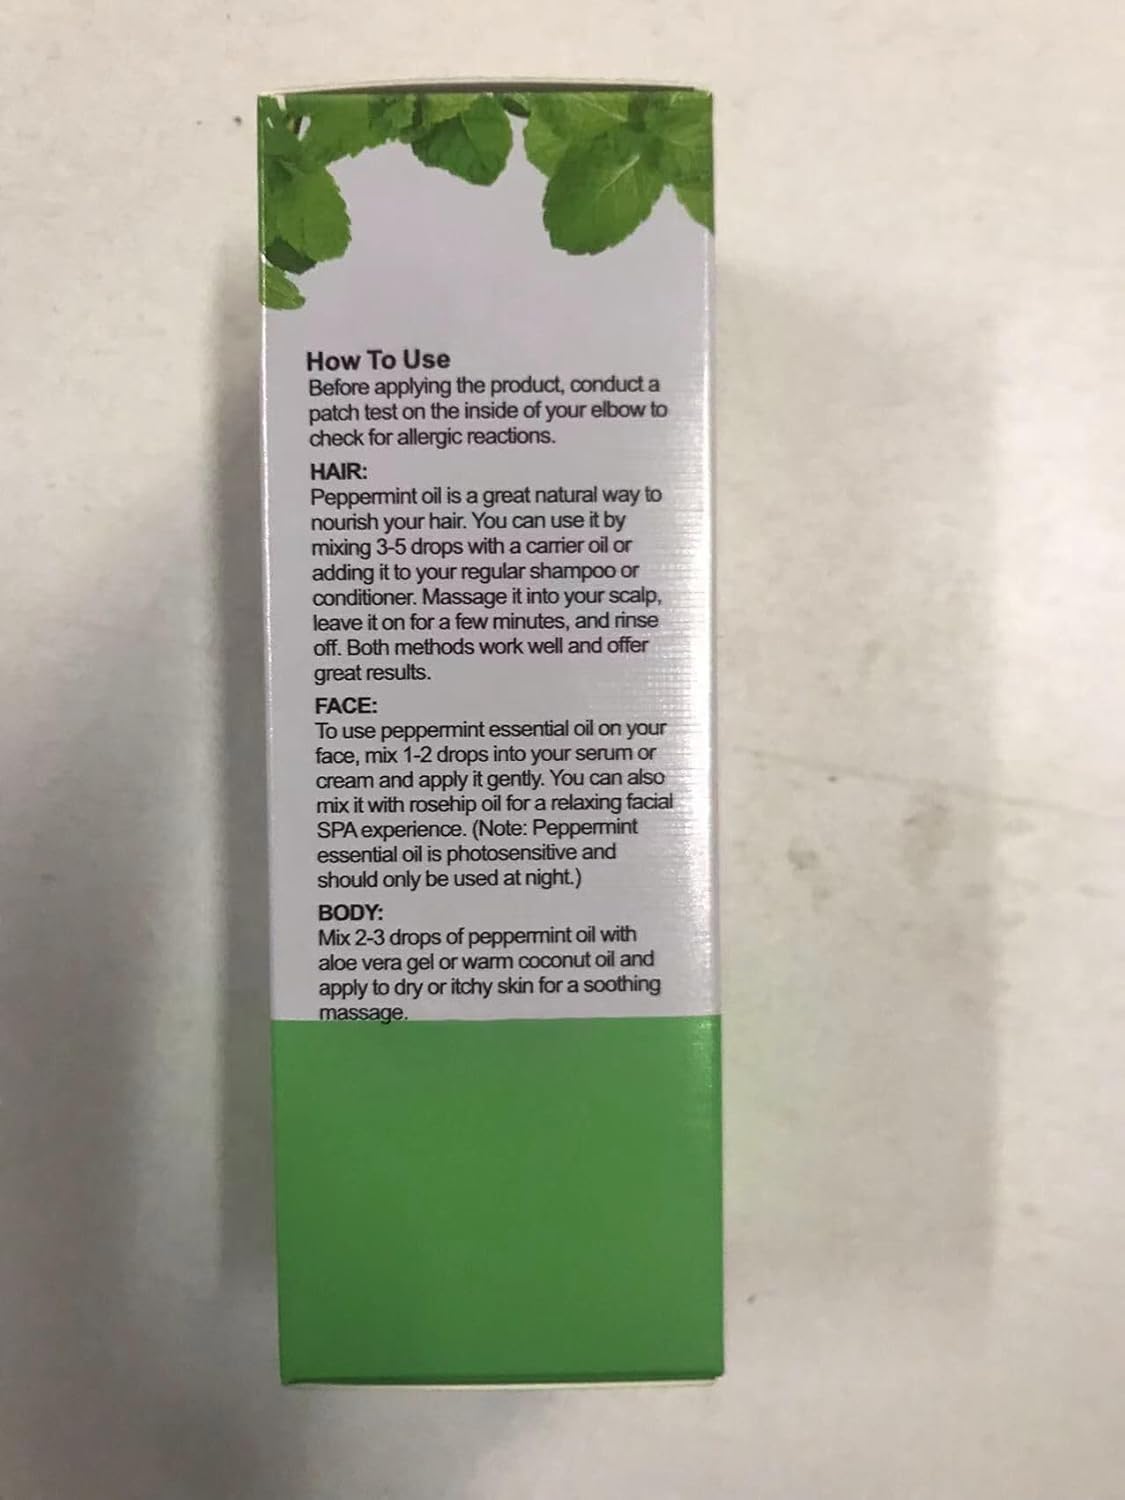 How To Use
Before applying the product, conduct a
patch test on the inside of your elbow to
check for allergic reactions.
HAIR:
Peppermint oil is a great natural way to
nourish your hair. You can use it by
mixing 3-5 drops with a carrier oil or
adding it to your regular shampoo or
conditioner. Massage it into your scalp,
leave it on for a few minutes, and rinse
off. Both methods work well and offer
great results.
FACE:
To use peppermint essential oil on your
face, mix 1-2 drops into your serum or
cream and apply it gently. You can also
mix it with rosehip oil for a relaxing facial
SPA experience. (Note: Peppermint
essential oil is photosensitive and
should only be used at night.)
BODY:
Mix 2-3 drops of peppermint oil with
aloe vera gel or warm coconut oil and
apply to dry or itchy skin for a soothing
massage.